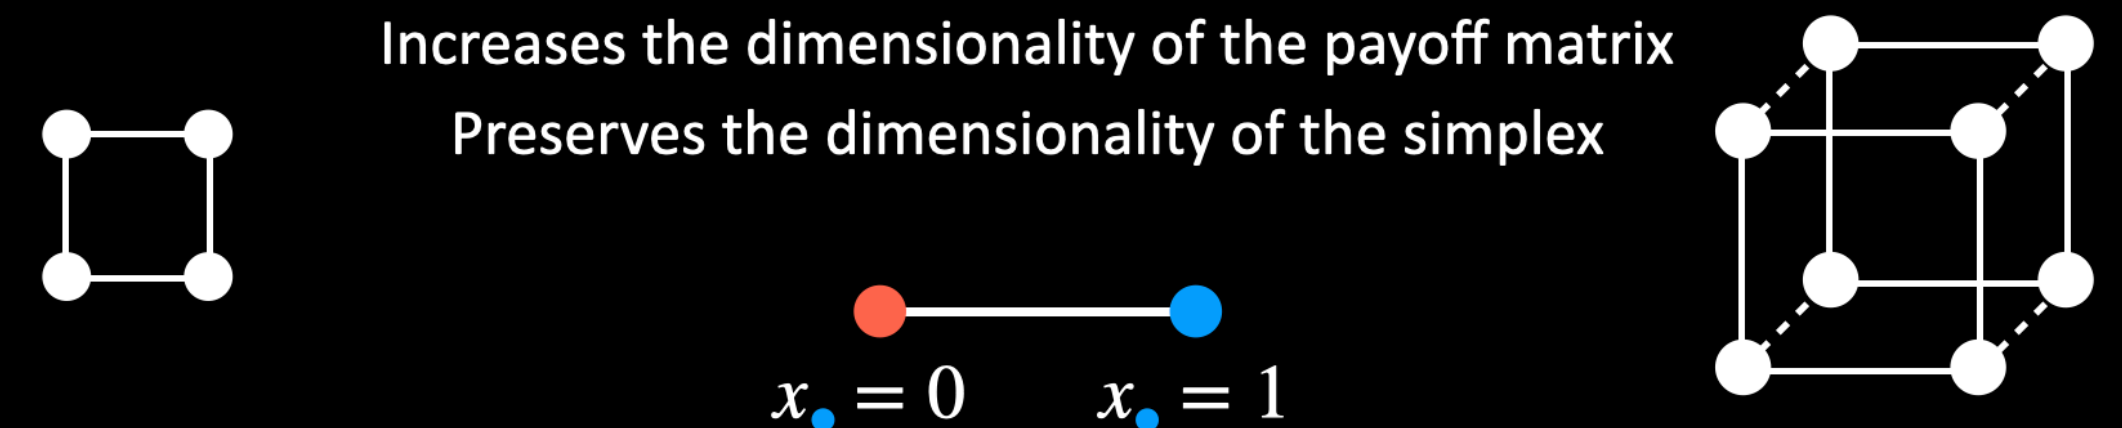 Increases the dimensionality of the payoff matrix
Preserves the dimensionality of the simplex
x = 0 x = 1